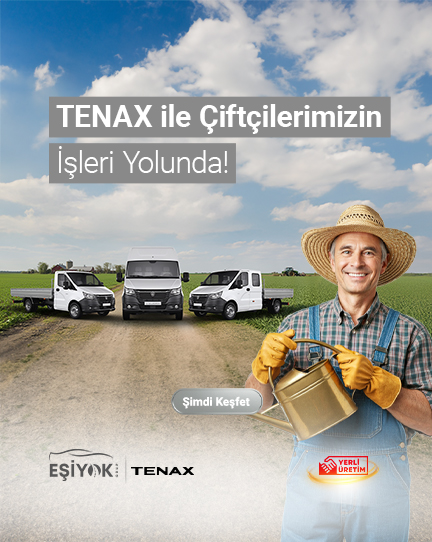 TENAX ile Çiftçilerimizin
İşleri Yolunda!
Şimdi Keşfet
EŞİYOK
TENAX
YERLİ
ÜRETİM